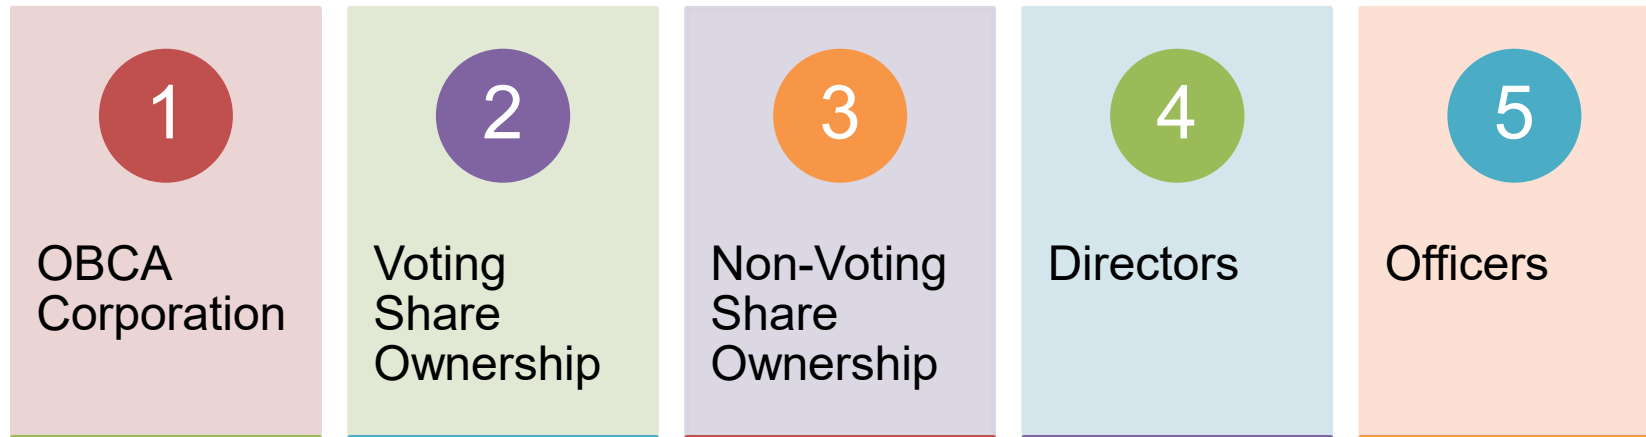 1
OBCA
Corporation
2
Voting
Share
Ownership
3
Non-Voting
Share
Ownership
4
Directors
5
Officers